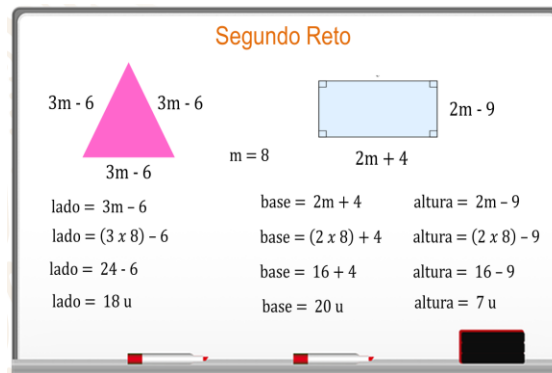 Segundo Reto
3m - 6
3m - 6
3m - 6
m = 8
2m - 9
2m + 4
lado = 3m – 6
lado = (3 x 8) – 6
lado = 24 - 6
lado = 18 u
base = 2m + 4
base = (2 x 8) + 4
base = 16 + 4
base = 20 u
altura = 2m – 9
altura = (2 x 8) – 9
altura = 16 – 9
altura = 7 u